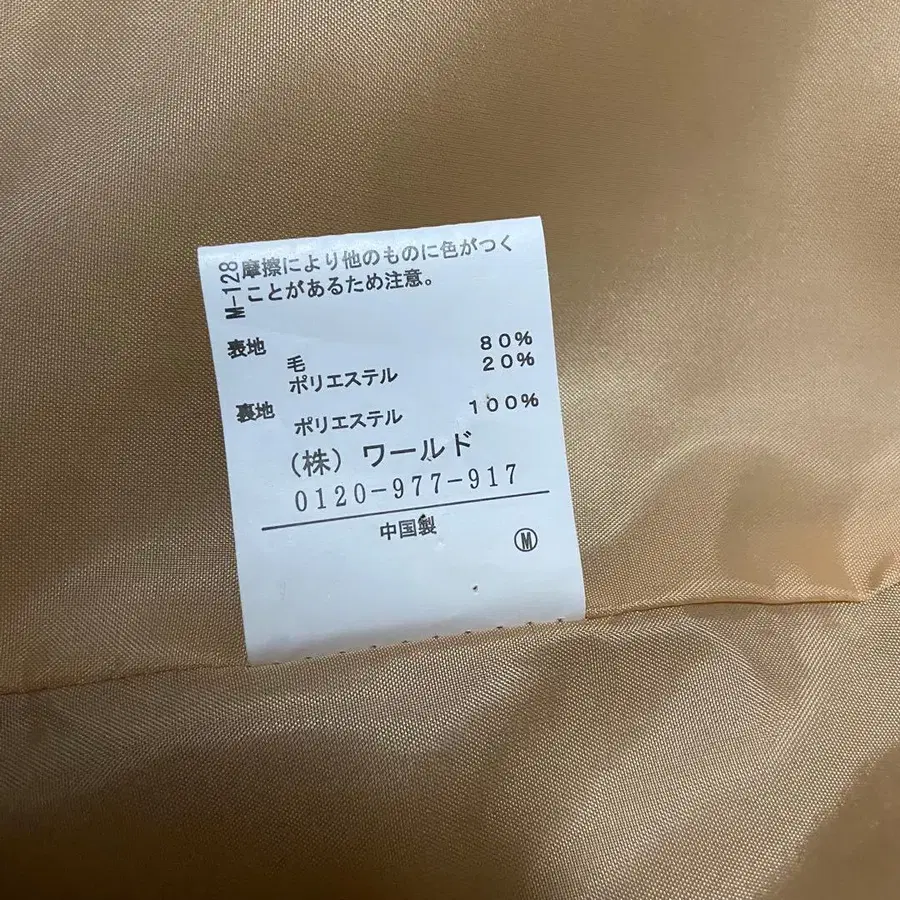 M-128
摩擦により他のものに色がつく
ことがあるため注意。
表地
毛 80%
ポリエステル 20%
裏地
ポリエステル 100%
(株) ワールド
0120-977-917
中国製
Ⓜ